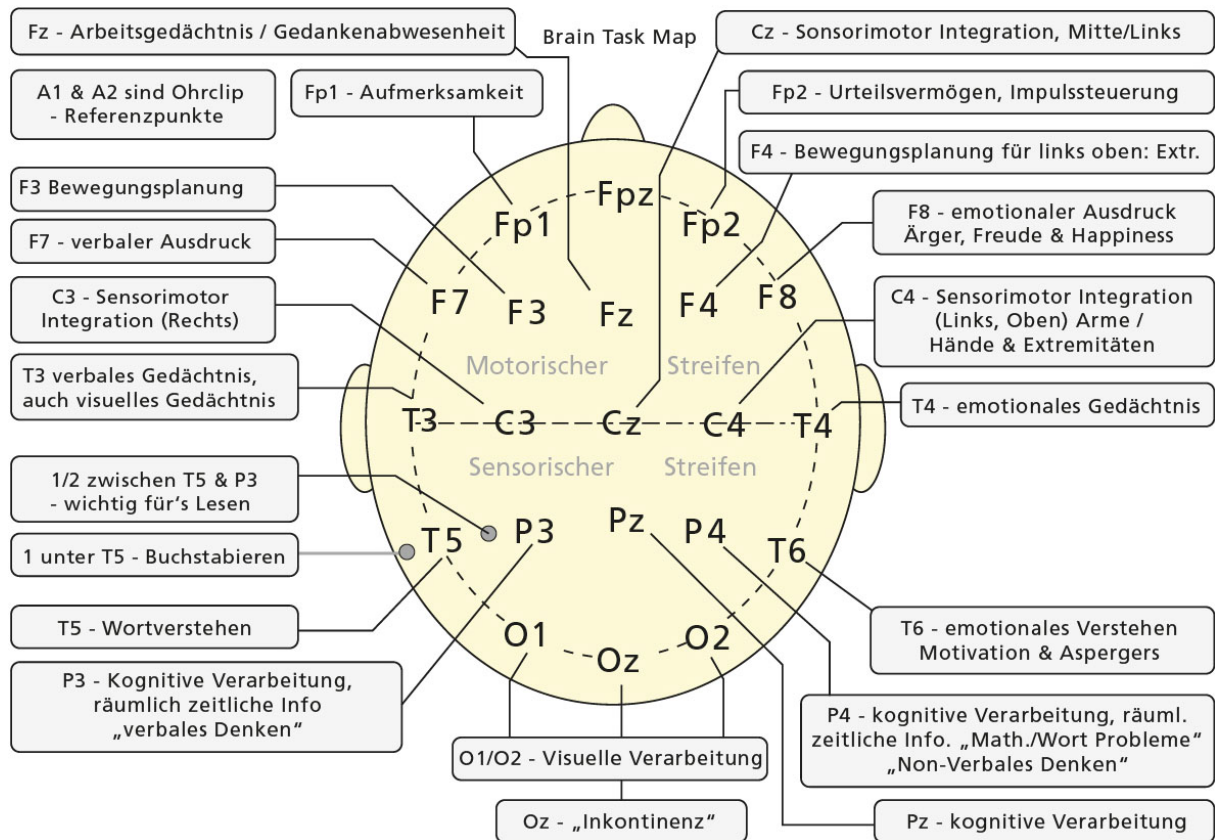 Fz - Arbeitsgedächtnis / Gedankenabwesenheit
Brain Task Map
Cz - Sonsorimotor Integration, Mitte/Links
A1 & A2 sind Ohrclip
- Referenzpunkte
Fp1 - Aufmerksamkeit
Fp2 - Urteilsvermögen, Impulssteuerung
F4 - Bewegungsplanung für links oben: Extr.
F3 Bewegungsplanung
F7 - verbaler Ausdruck
F8 - emotionaler Ausdruck
Ärger, Freude & Happiness
C3 - Sensorimotor
Integration (Rechts)
C4 - Sensorimotor Integration
(Links, Oben) Arme /
Hände & Extremitäten
T3 verbales Gedächtnis,
auch visuelles Gedächtnis
T4 - emotionales Gedächtnis
1/2 zwischen T5 & P3
- wichtig für‘s Lesen
1 unter T5 - Buchstabieren
T5 - Wortverstehen
T6 - emotionales Verstehen
Motivation & Aspergers
P3 - Kognitive Verarbeitung,
räumlich zeitliche Info
„verbales Denken“
P4 - kognitive Verarbeitung, räuml.
zeitliche Info. „Math./Wort Probleme“
„Non-Verbales Denken“
O1/O2 - Visuelle Verarbeitung
Oz - „Inkontinenz“
Pz - kognitive Verarbeitung
Fpz
Fp1 Fp2
F7 F3 Fz F4 F8
Motorischer Streifen
T3 C3 Cz C4 T4
Sensorischer Streifen
T5 P3 Pz P4 T6
O1 Oz O2